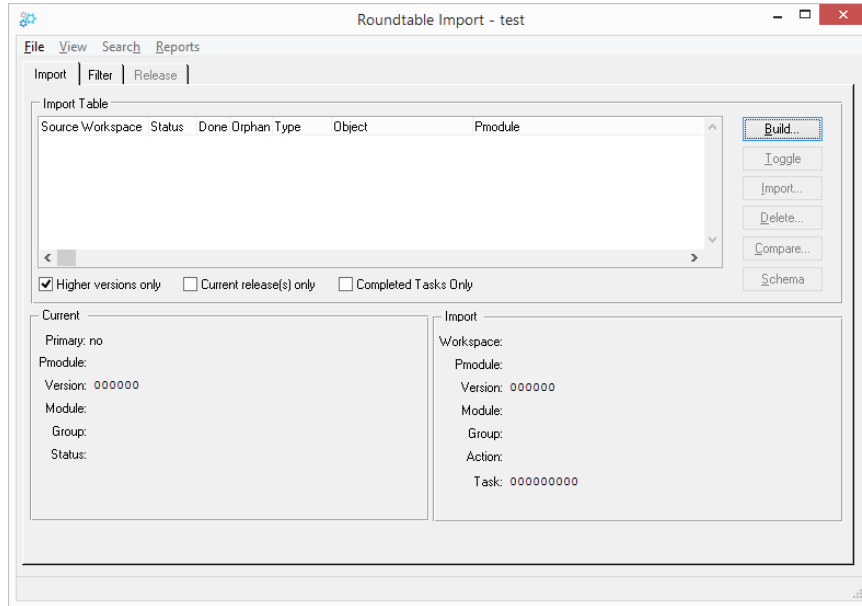 Roundtable Import - test
File View Search Reports
Import Filter Release
Import Table
Source Workspace Status Done Orphan Type Object Pmodule
Build...
Toggle
Import...
Delete...
Compare...
Schema
Higher versions only Current release(s) only Completed Tasks Only
Current
Primary: no
Pmodule:
Version: 000000
Module:
Group:
Status:
Import
Workspace:
Pmodule:
Version: 000000
Module:
Group:
Action:
Task: 000000000